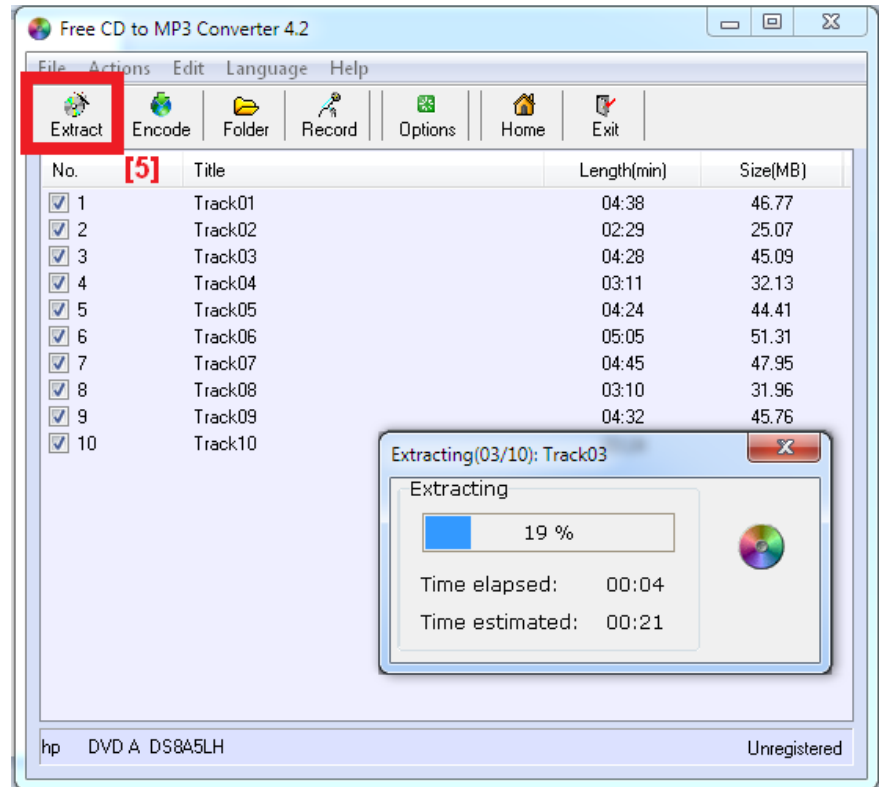 Free CD to MP3 Converter 4.2
File Actions Edit Language Help
Extract Encode Folder Record Options Home Exit
[5]
No. Title Length(min) Size(MB)
1 Track01 04:38 46.77
2 Track02 02:29 25.07
3 Track03 04:28 45.09
4 Track04 03:11 32.13
5 Track05 04:24 44.41
6 Track06 05:05 51.31
7 Track07 04:45 47.95
8 Track08 03:10 31.96
9 Track09 04:32 45.76
10 Track10
Extracting(03/10): Track03
Extracting
19 %
Time elapsed: 00:04
Time estimated: 00:21
hp DVD A DS8A5LH Unregistered